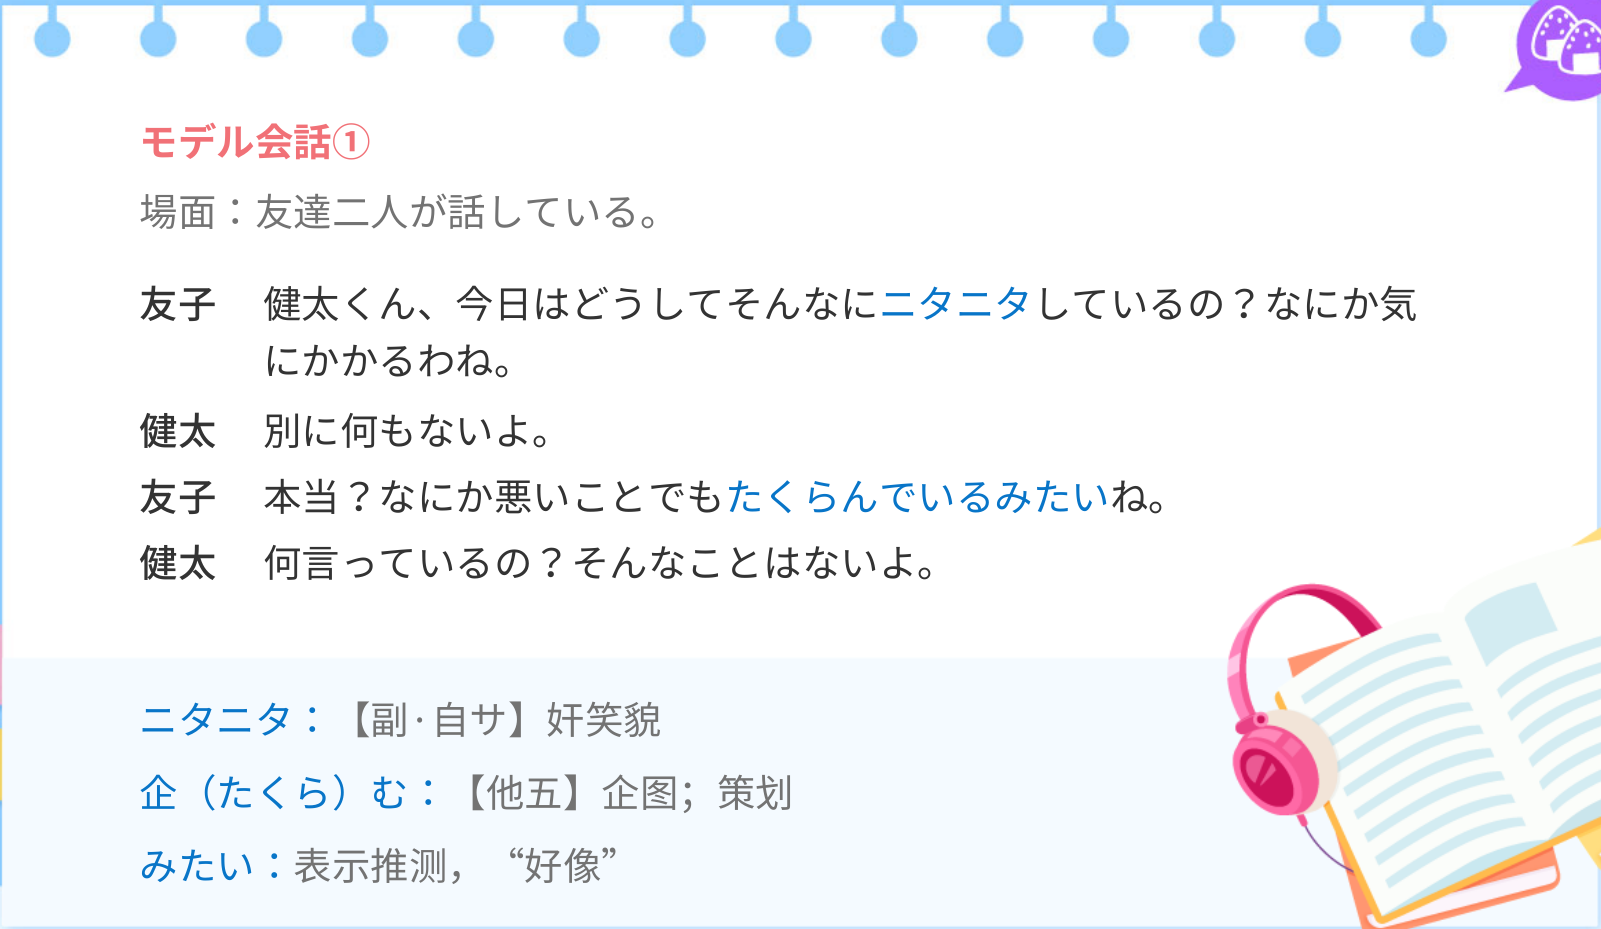 モデル会話①
場面：友達二人が話している。
友子 健太くん、今日はどうしてそんなにニタニタしているの？なにか気
にかかるわね。
健太 別に何もないよ。
友子 本当？なにか悪いことでもたくらんでいるみたいね。
健太 何言っているの？そんなことはないよ。
ニタニタ：【副·自サ】奸笑貌
企（たくら）む：【他五】企图；策划
みたい：表示推测，“好像”